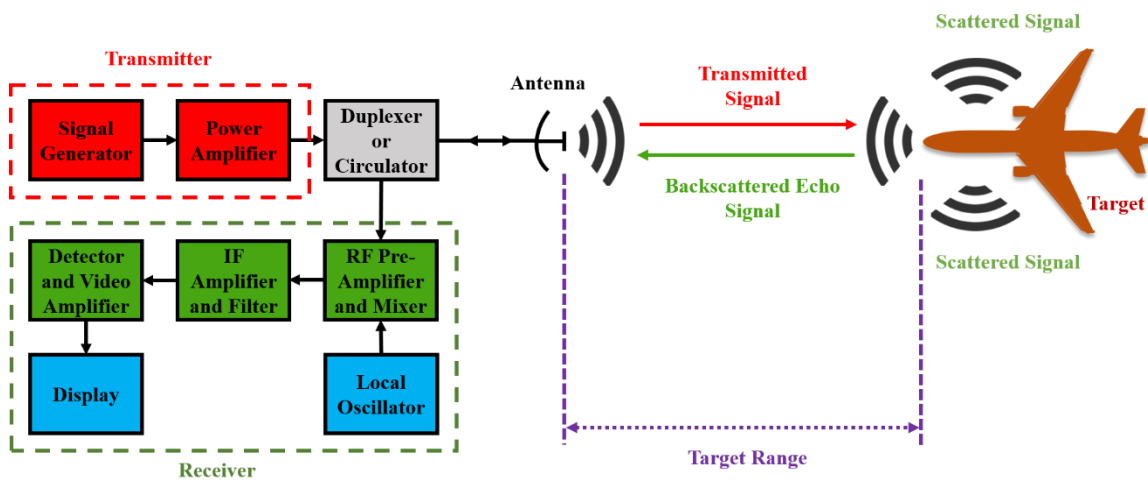 Scattered Signal
Transmitter
Antenna
Transmitted
Signal
Signal
Generator
Power
Amplifier
Duplexer
or
Circulator
Backscattered Echo
Signal
Target
Detector
and Video
Amplifier
IF
Amplifier
and Filter
RF Pre-
Amplifier
and Mixer
Scattered Signal
Display
Local
Oscillator
Target Range
Receiver